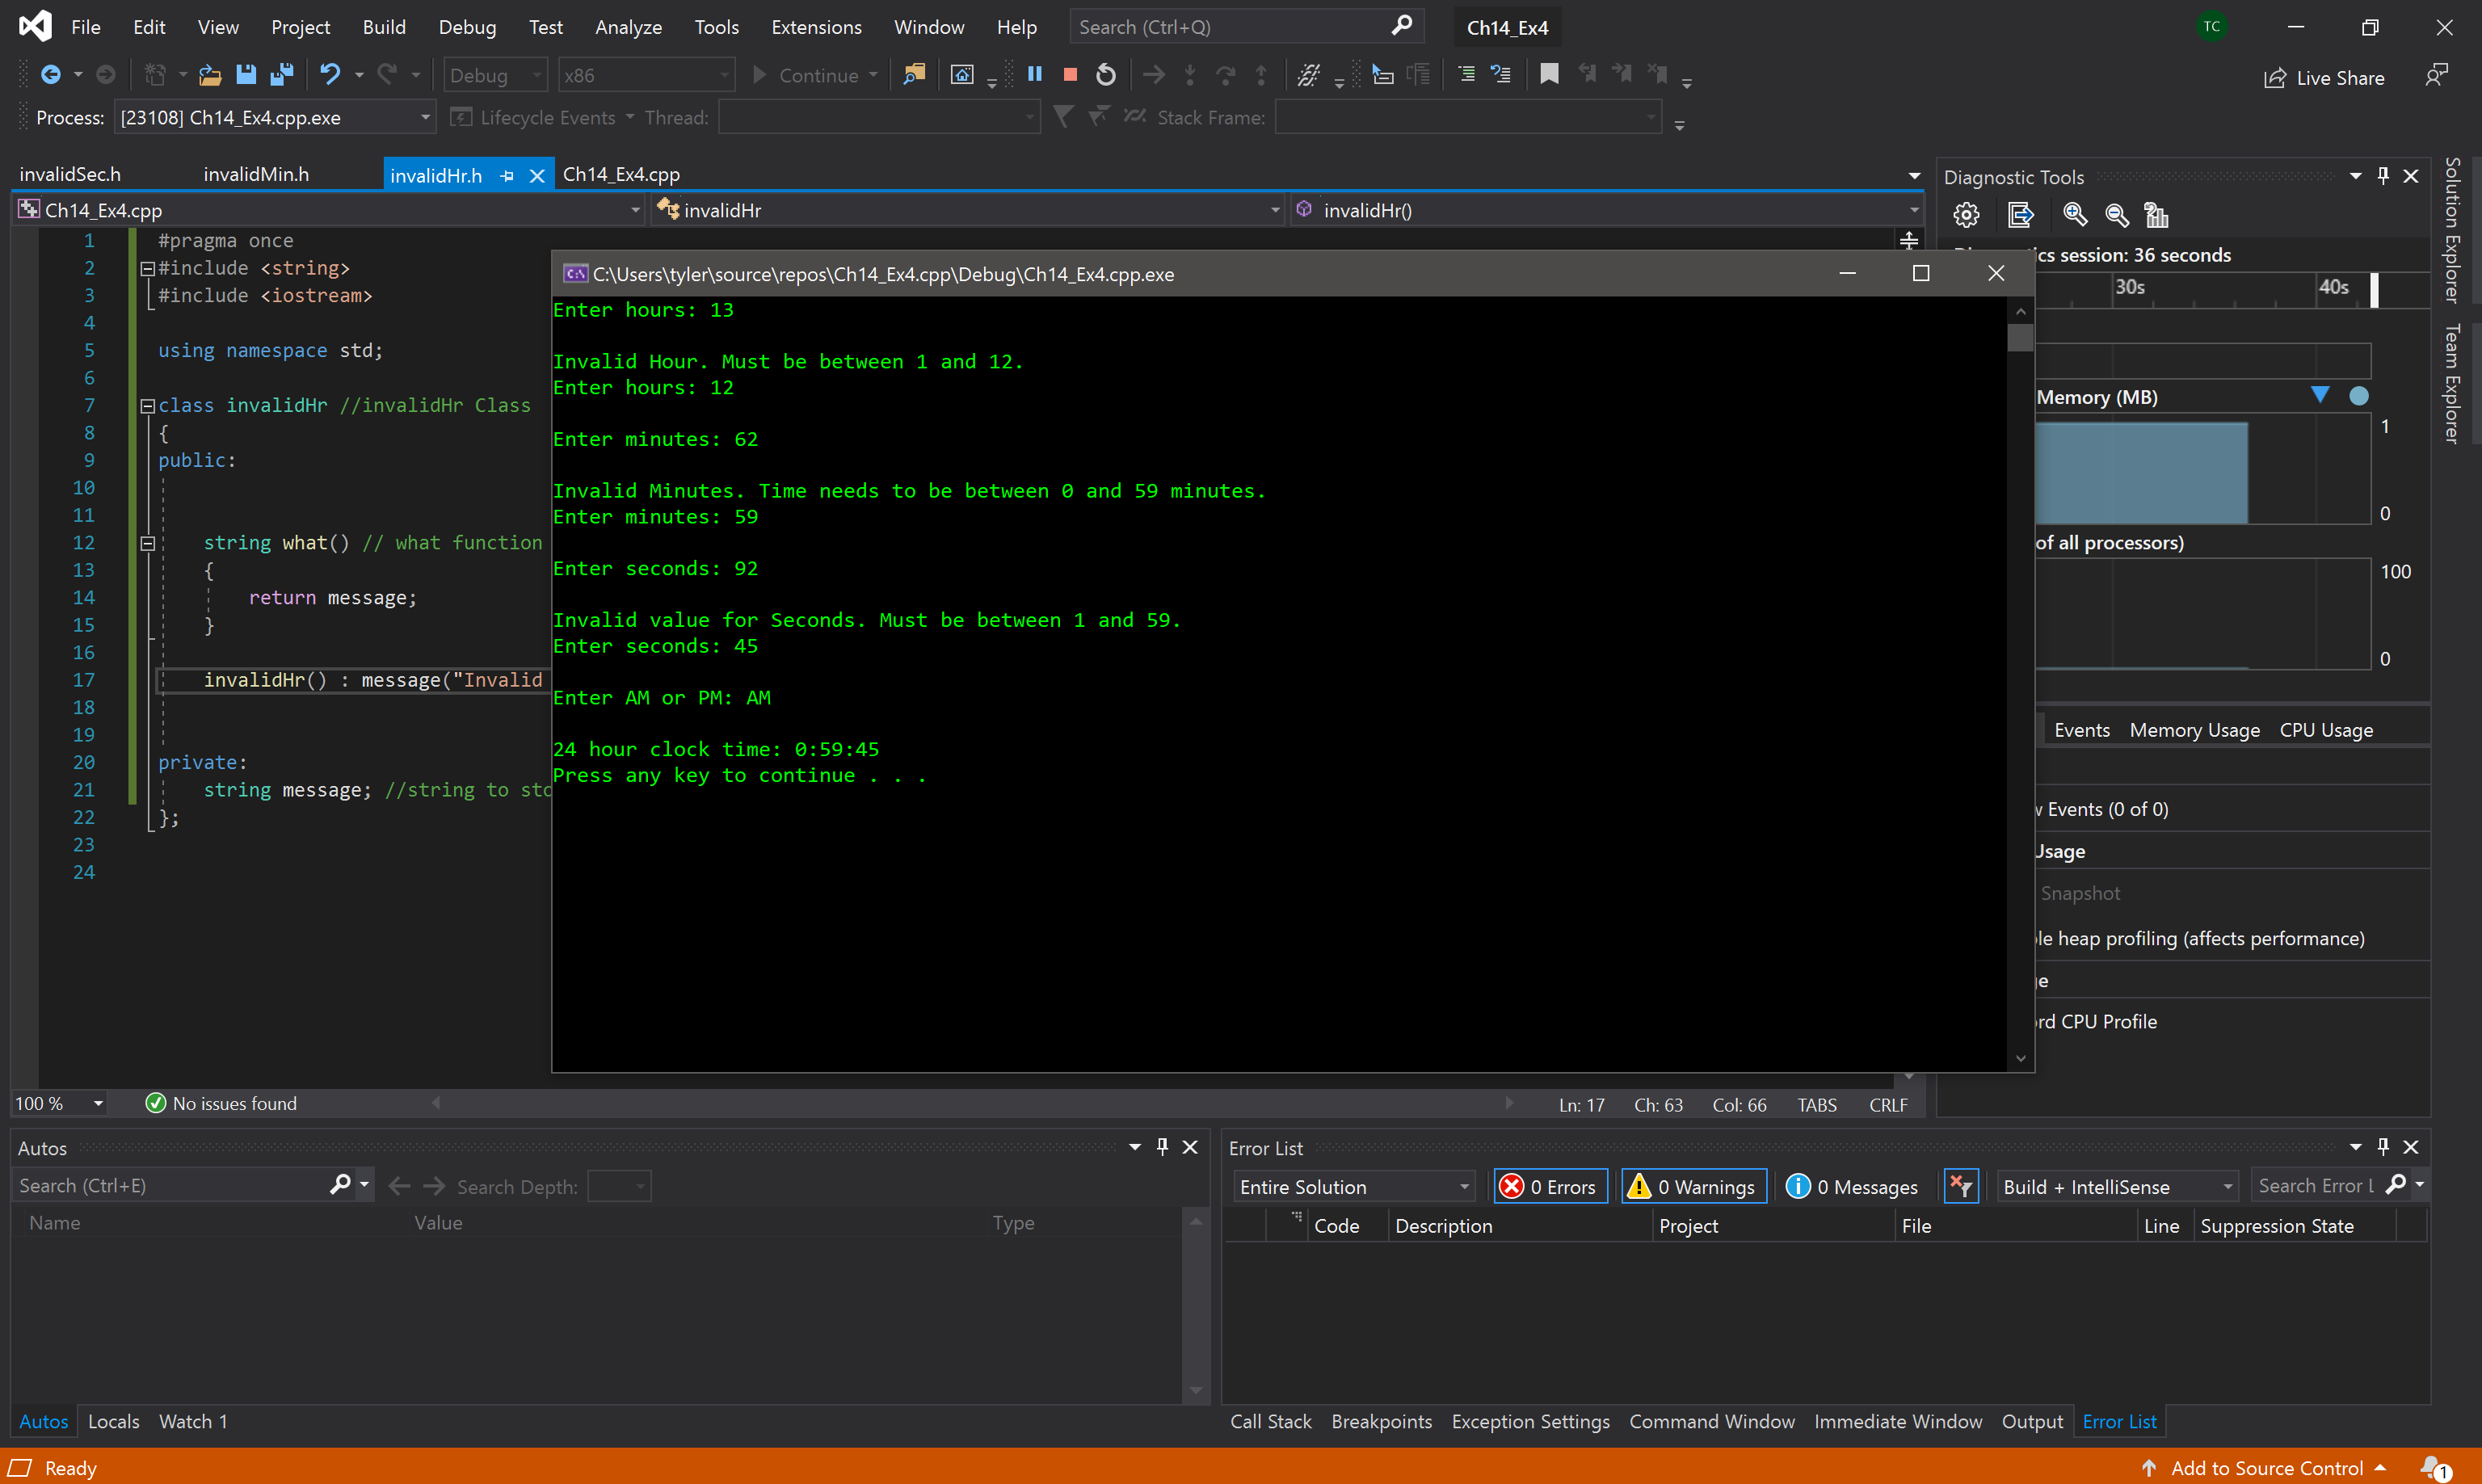 File Edit View Project Build Debug Test Analyze Tools Extensions Window Help Search (Ctrl+Q) Ch14_Ex4 TC
Debug x86 Continue Live Share
Process: [23108] Ch14_Ex4.cpp.exe Lifecycle Events Thread: Stack Frame:
invalidSec.h invalidMin.h invalidHr.h Ch14_Ex4.cpp
Ch14_Ex4.cpp invalidHr invalidHr()
1 #pragma once
2 #include <string>
3 #include <iostream>
4
5 using namespace std;
6
7 class invalidHr //invalidHr Class
8 {
9 public:
10
11
12 string what() // what function
13 {
14 return message;
15 }
16
17 invalidHr() : message("Invalid
18
19
20 private:
21 string message; //string to sto
22 };
23
24
C:\Users\tyler\source\repos\Ch14_Ex4.cpp\Debug\Ch14_Ex4.cpp.exe
Enter hours: 13
Invalid Hour. Must be between 1 and 12.
Enter hours: 12
Enter minutes: 62
Invalid Minutes. Time needs to be between 0 and 59 minutes.
Enter minutes: 59
Enter seconds: 92
Invalid value for Seconds. Must be between 1 and 59.
Enter seconds: 45
Enter AM or PM: AM
24 hour clock time: 0:59:45
Press any key to continue . . .
Diagnostic Tools
cs session: 36 seconds
30s 40s
Memory (MB)
1
0
of all processors)
100
0
Events Memory Usage CPU Usage
Events (0 of 0)
Usage
Snapshot
heap profiling (affects performance)
CPU Profile
Solution Explorer
Team Explorer
100 % No issues found Ln: 17 Ch: 63 Col: 66 TABS CRLF
Autos
Search (Ctrl+E) Search Depth:
Name Value Type
Autos Locals Watch 1
Error List
Entire Solution 0 Errors 0 Warnings 0 Messages Build + IntelliSense Search Error L
Code Description Project File Line Suppression State
Call Stack Breakpoints Exception Settings Command Window Immediate Window Output Error List
Ready Add to Source Control 1